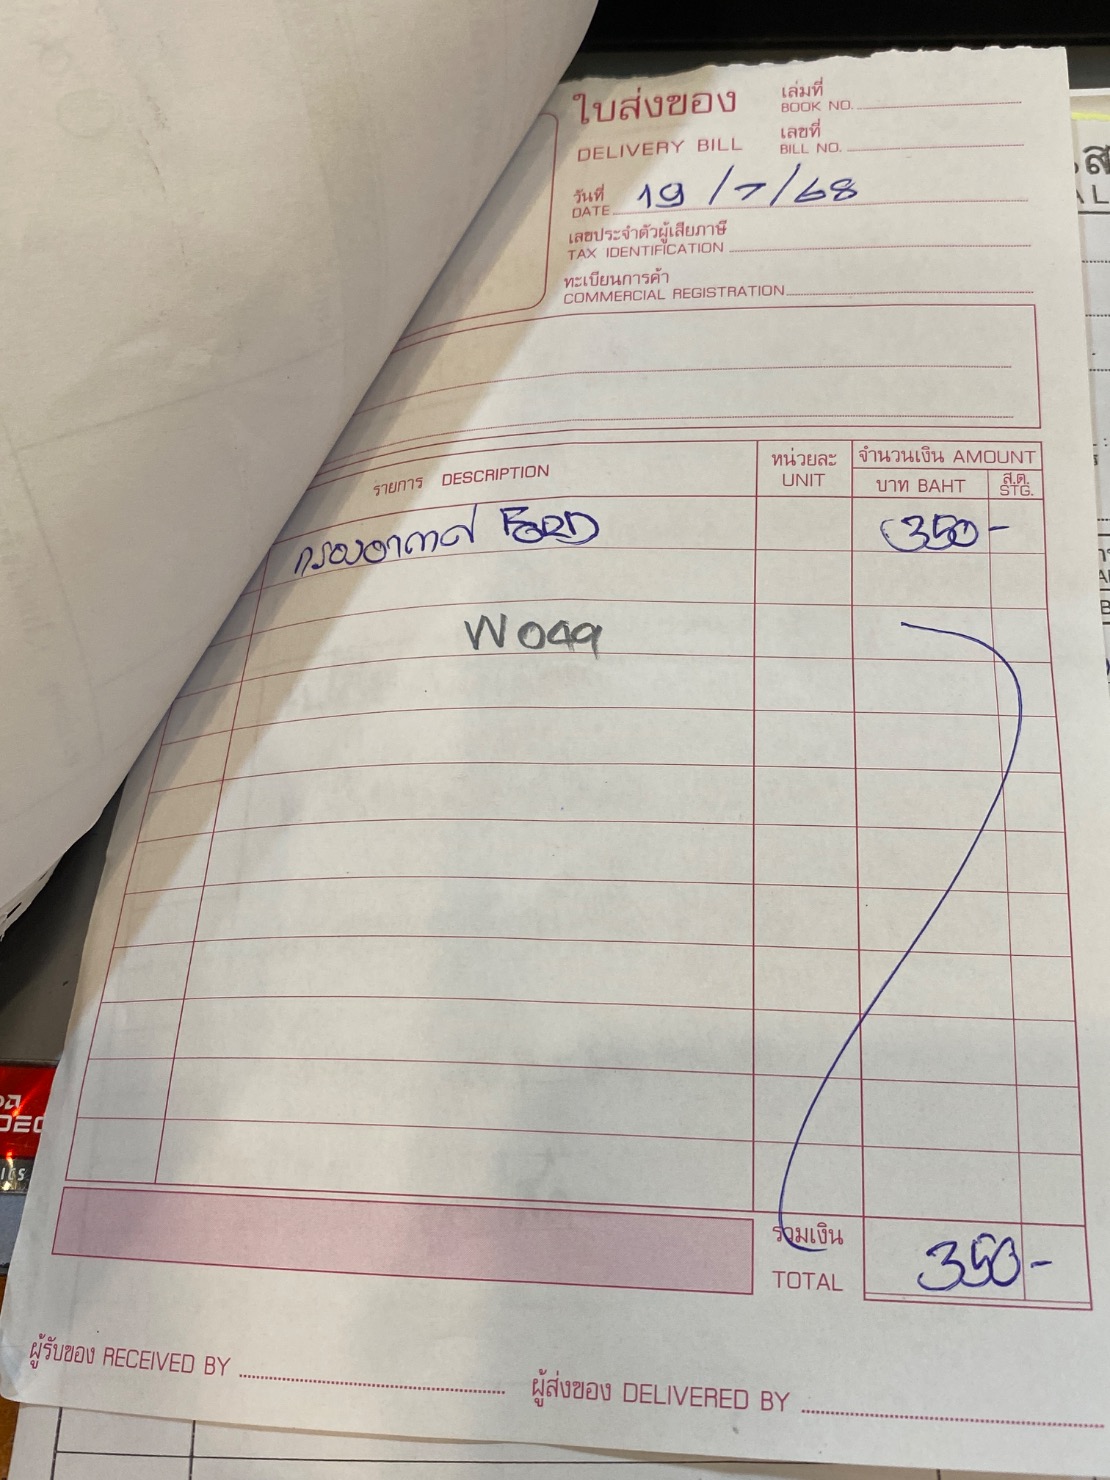 ใบส่งของ
DELIVERY BILL
เล่มที่
BOOK NO.
เลขที่
BILL NO.
วันที่
DATE 19/7/68
เลขประจำตัวผู้เสียภาษี
TAX IDENTIFICATION
ทะเบียนการค้า
COMMERCIAL REGISTRATION
รายการ DESCRIPTION
หน่วยละ
UNIT
จำนวนเงิน AMOUNT
บาท BAHT
ส.ต.
STG.
กรองอากาศ FORD 350-
W049
รวมเงิน
TOTAL
350-
ผู้รับของ RECEIVED BY
ผู้ส่งของ DELIVERED BY